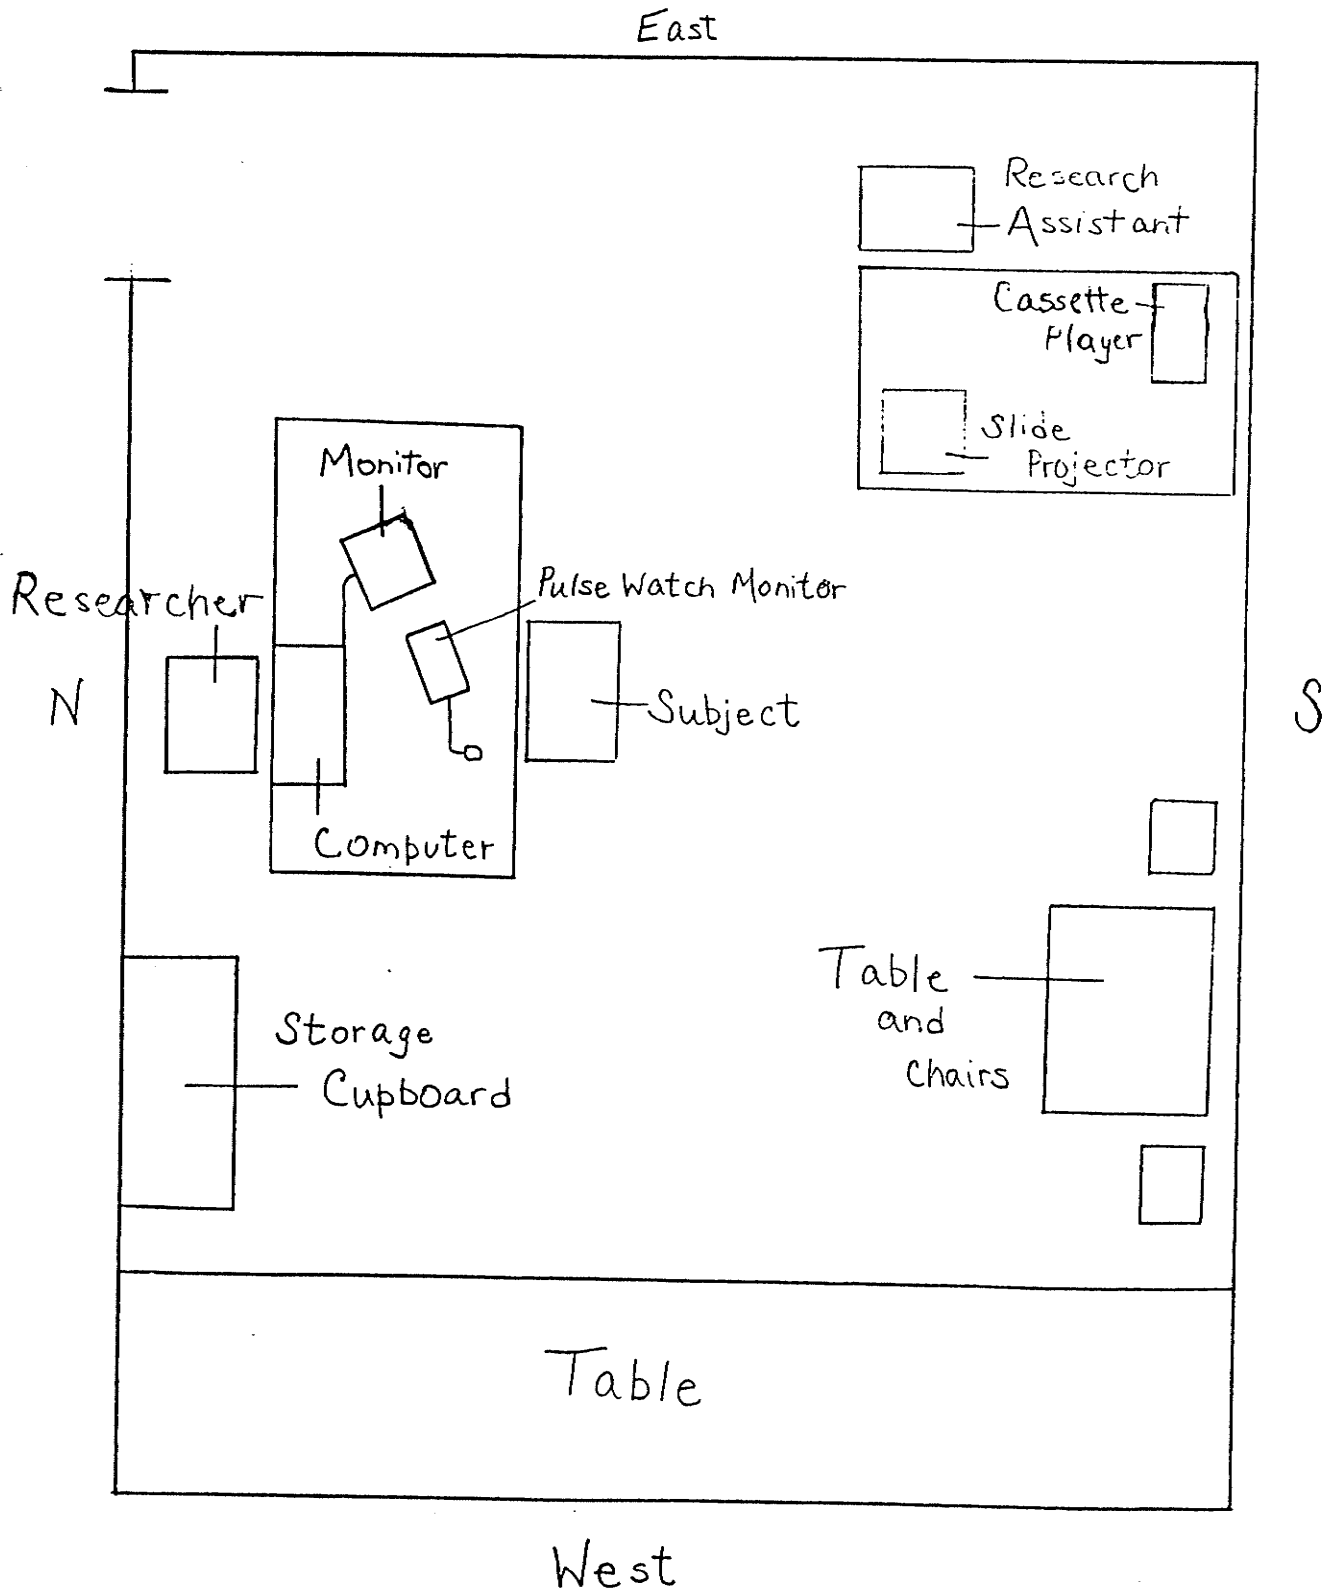 East
Research
Assistant
Cassette
Player
Slide
Projector
Monitor
Pulse Watch Monitor
Researcher
N
Subject
S
Computer
Table
and
Chairs
Storage
Cupboard
Table
West